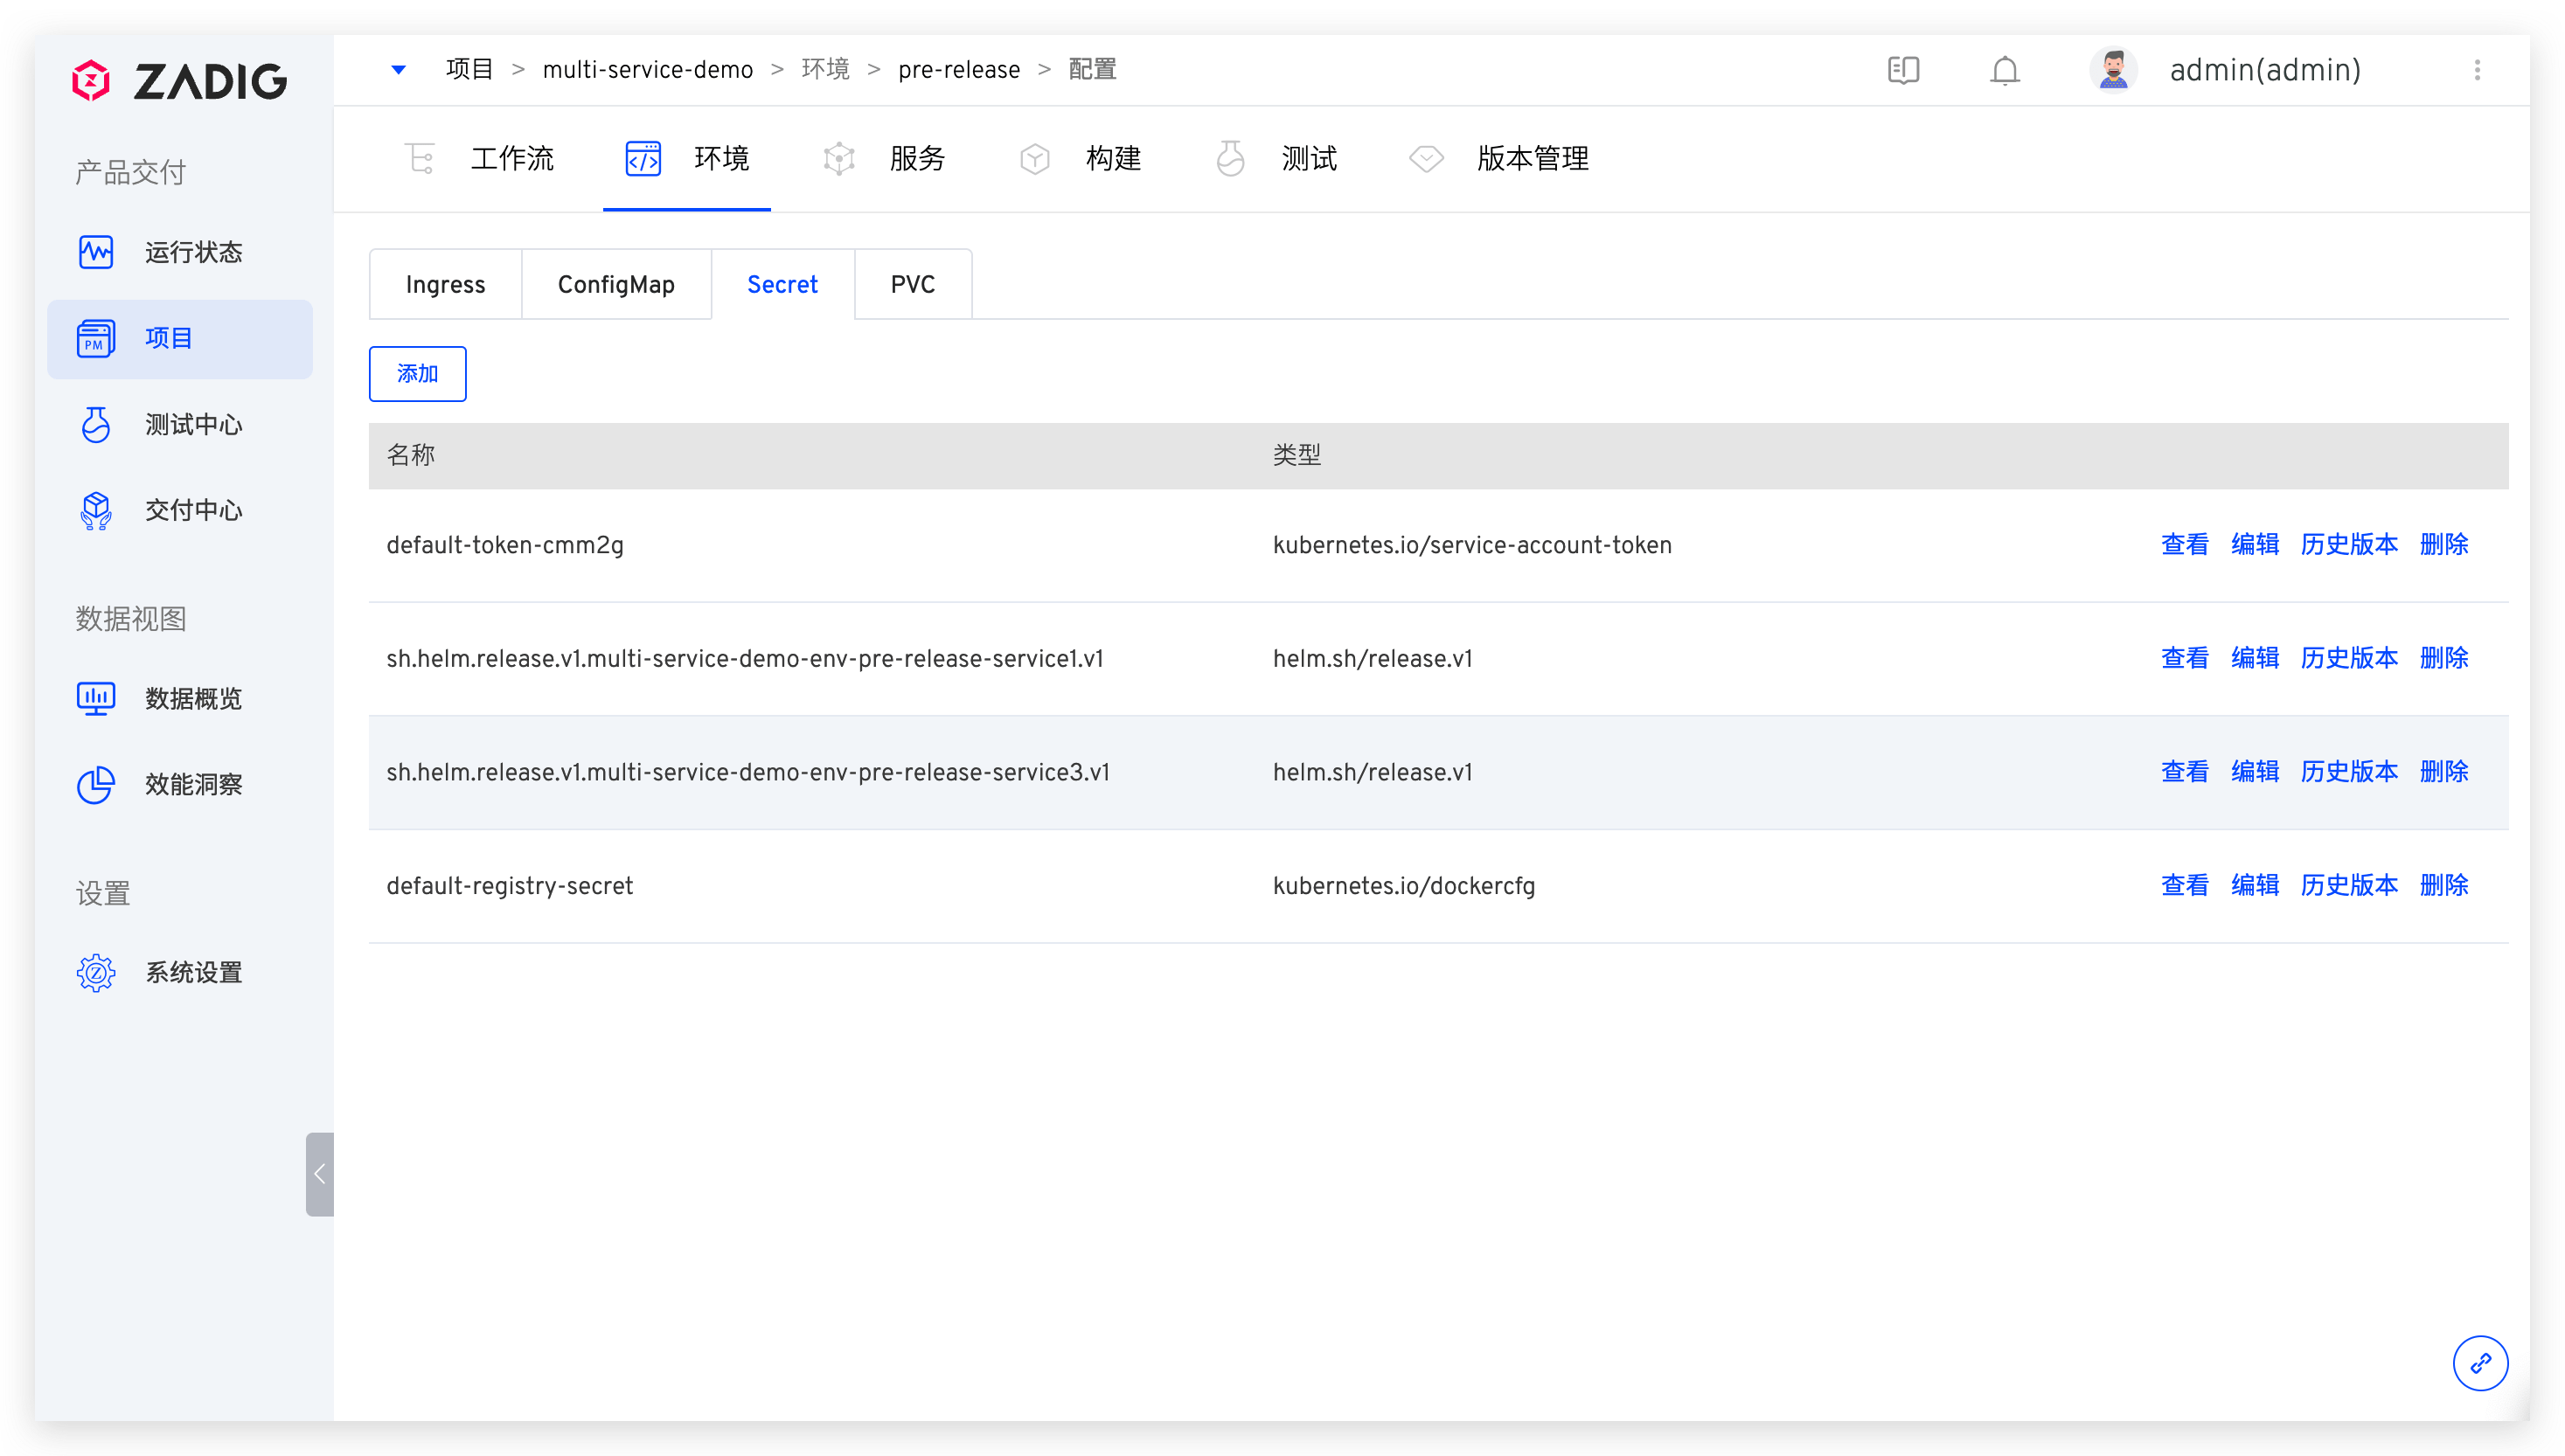 ZADIG
产品交付
运行状态
PM
项目
测试中心
交付中心
数据视图
数据概览
效能洞察
设置
系统设置
项目 > multi-service-demo > 环境 > pre-release > 配置
admin(admin)
工作流 环境 服务 构建 测试 版本管理
Ingress ConfigMap Secret PVC
添加
名称 类型
default-token-cmm2g kubernetes.io/service-account-token 查看 编辑 历史版本 删除
sh.helm.release.v1.multi-service-demo-env-pre-release-service1.v1 helm.sh/release.v1 查看 编辑 历史版本 删除
sh.helm.release.v1.multi-service-demo-env-pre-release-service3.v1 helm.sh/release.v1 查看 编辑 历史版本 删除
default-registry-secret kubernetes.io/dockercfg 查看 编辑 历史版本 删除